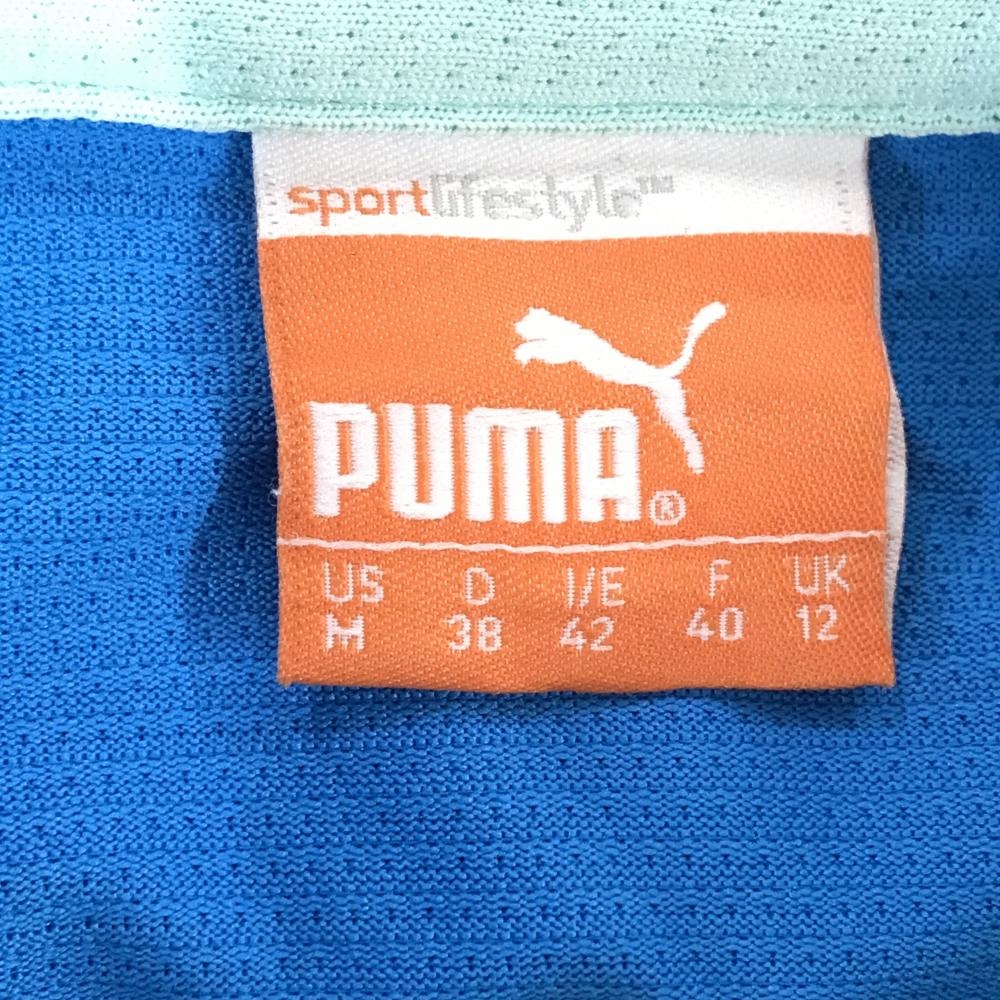 sportlifestyle™
PUMA®
US D I/E F UK
M 38 42 40 12